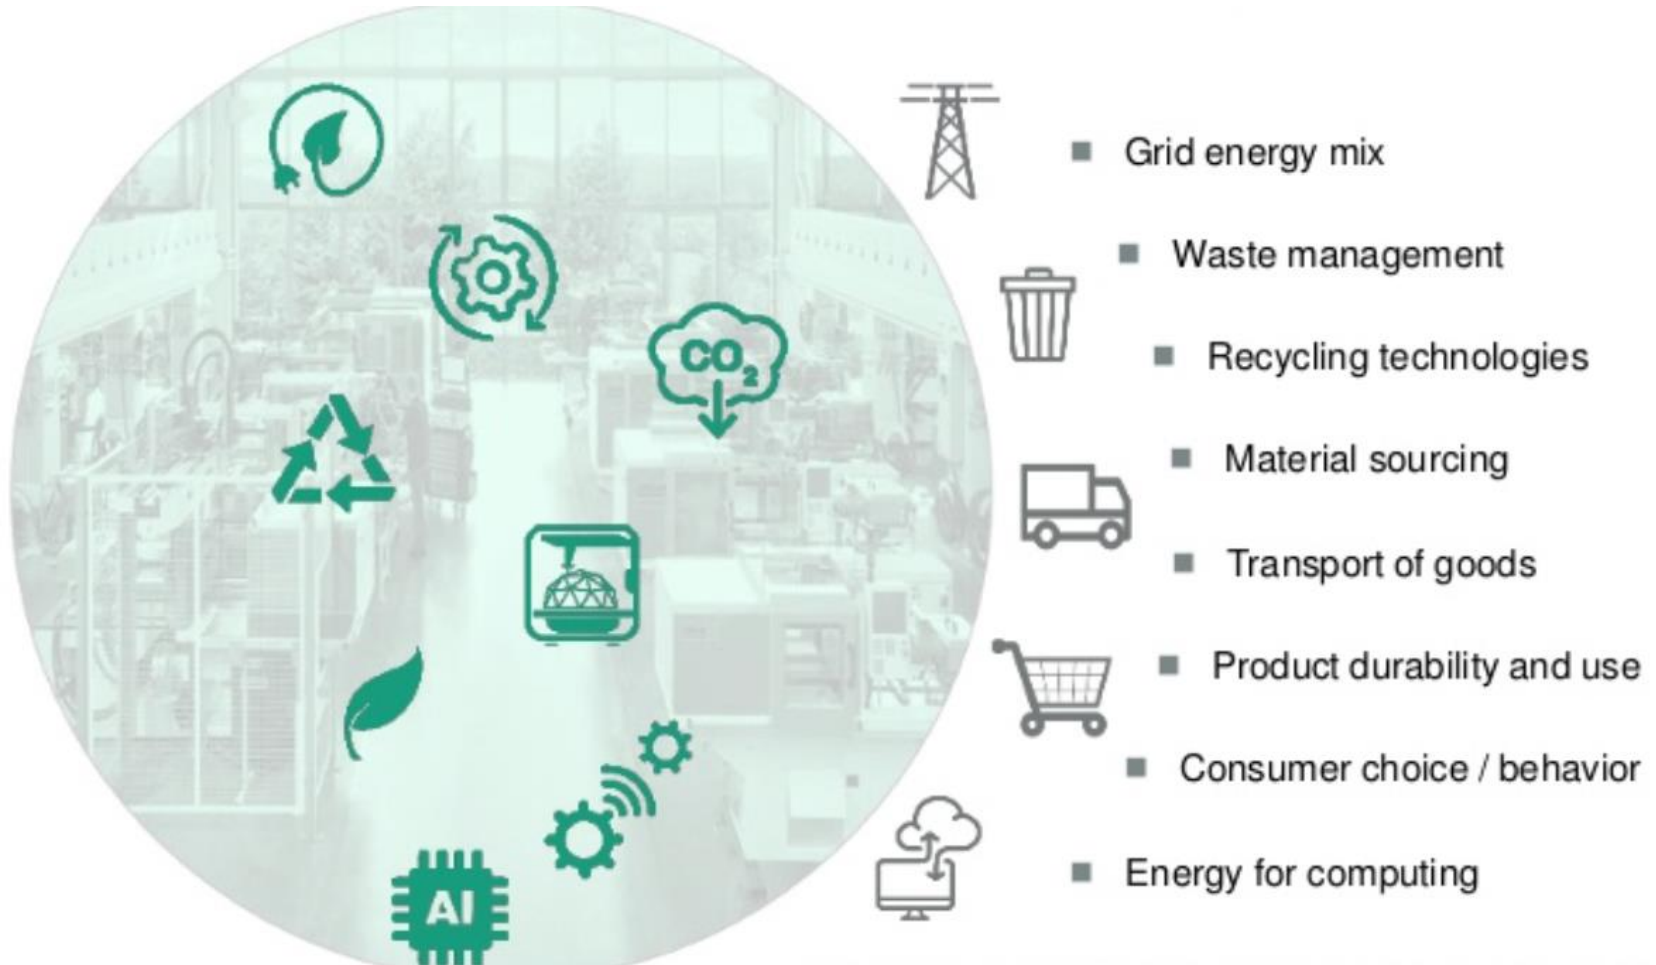 Grid energy mix
Waste management
CO₂
Recycling technologies
Material sourcing
Transport of goods
Product durability and use
Consumer choice / behavior
Energy for computing
AI